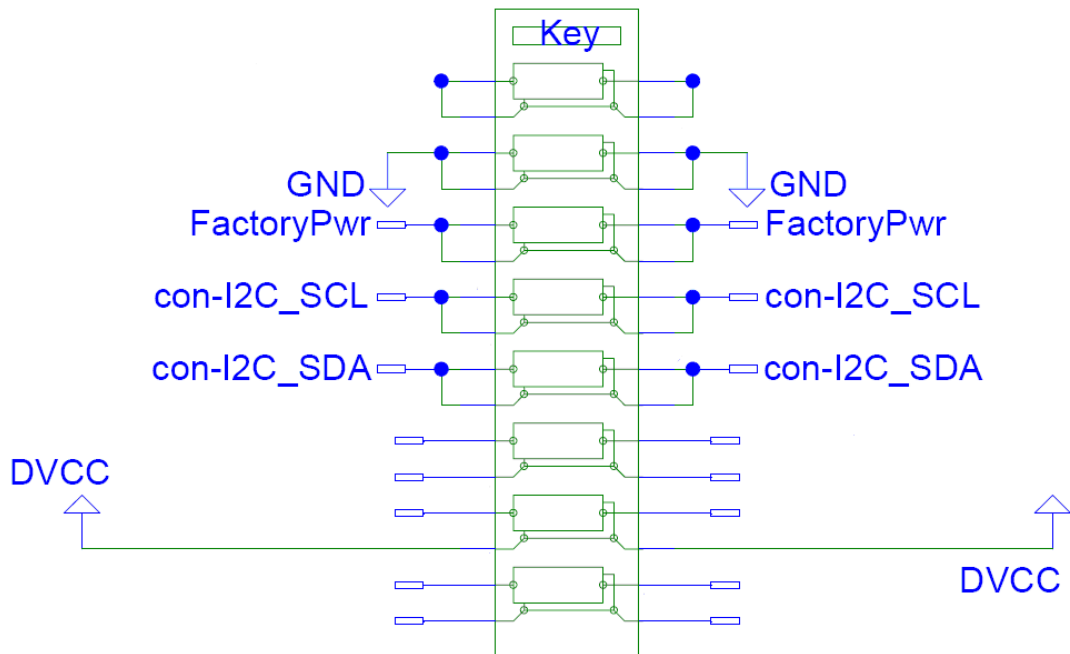 Key
GND GND
FactoryPwr FactoryPwr
con-I2C_SCL con-I2C_SCL
con-I2C_SDA con-I2C_SDA
DVCC
DVCC